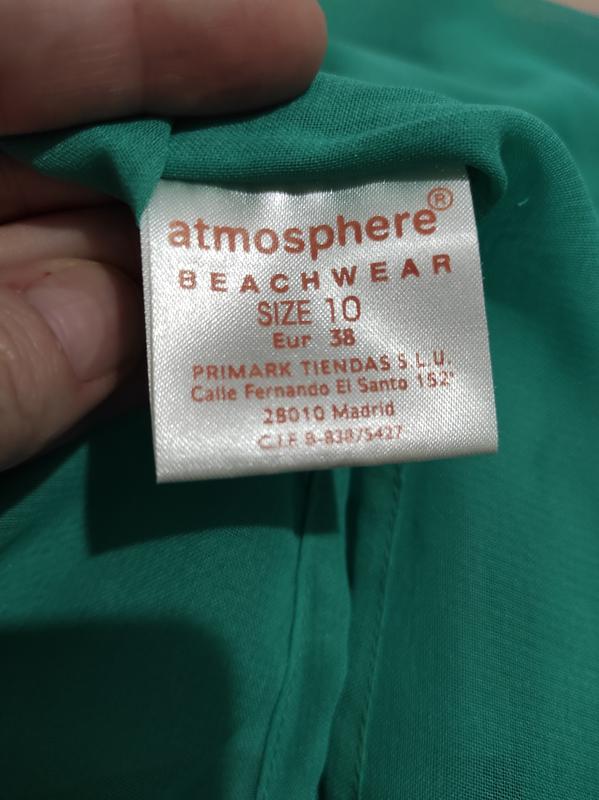 atmosphere®
BEACHWEAR
SIZE 10
Eur 38
PRIMARK TIENDAS S.L.U.
Calle Fernando El Santo 15 2°
28010 Madrid
C.I.F. B-83875427